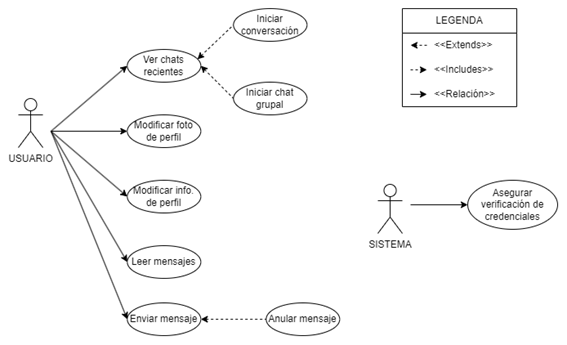 Iniciar
conversación
LEGENDA
<<Extends>>
<<Includes>>
<<Relación>>
Ver chats
recientes
Iniciar chat
grupal
Modificar foto
de perfil
USUARIO
Modificar info.
de perfil
Asegurar
verificación de
credenciales
SISTEMA
Leer mensajes
Enviar mensaje
Anular mensaje